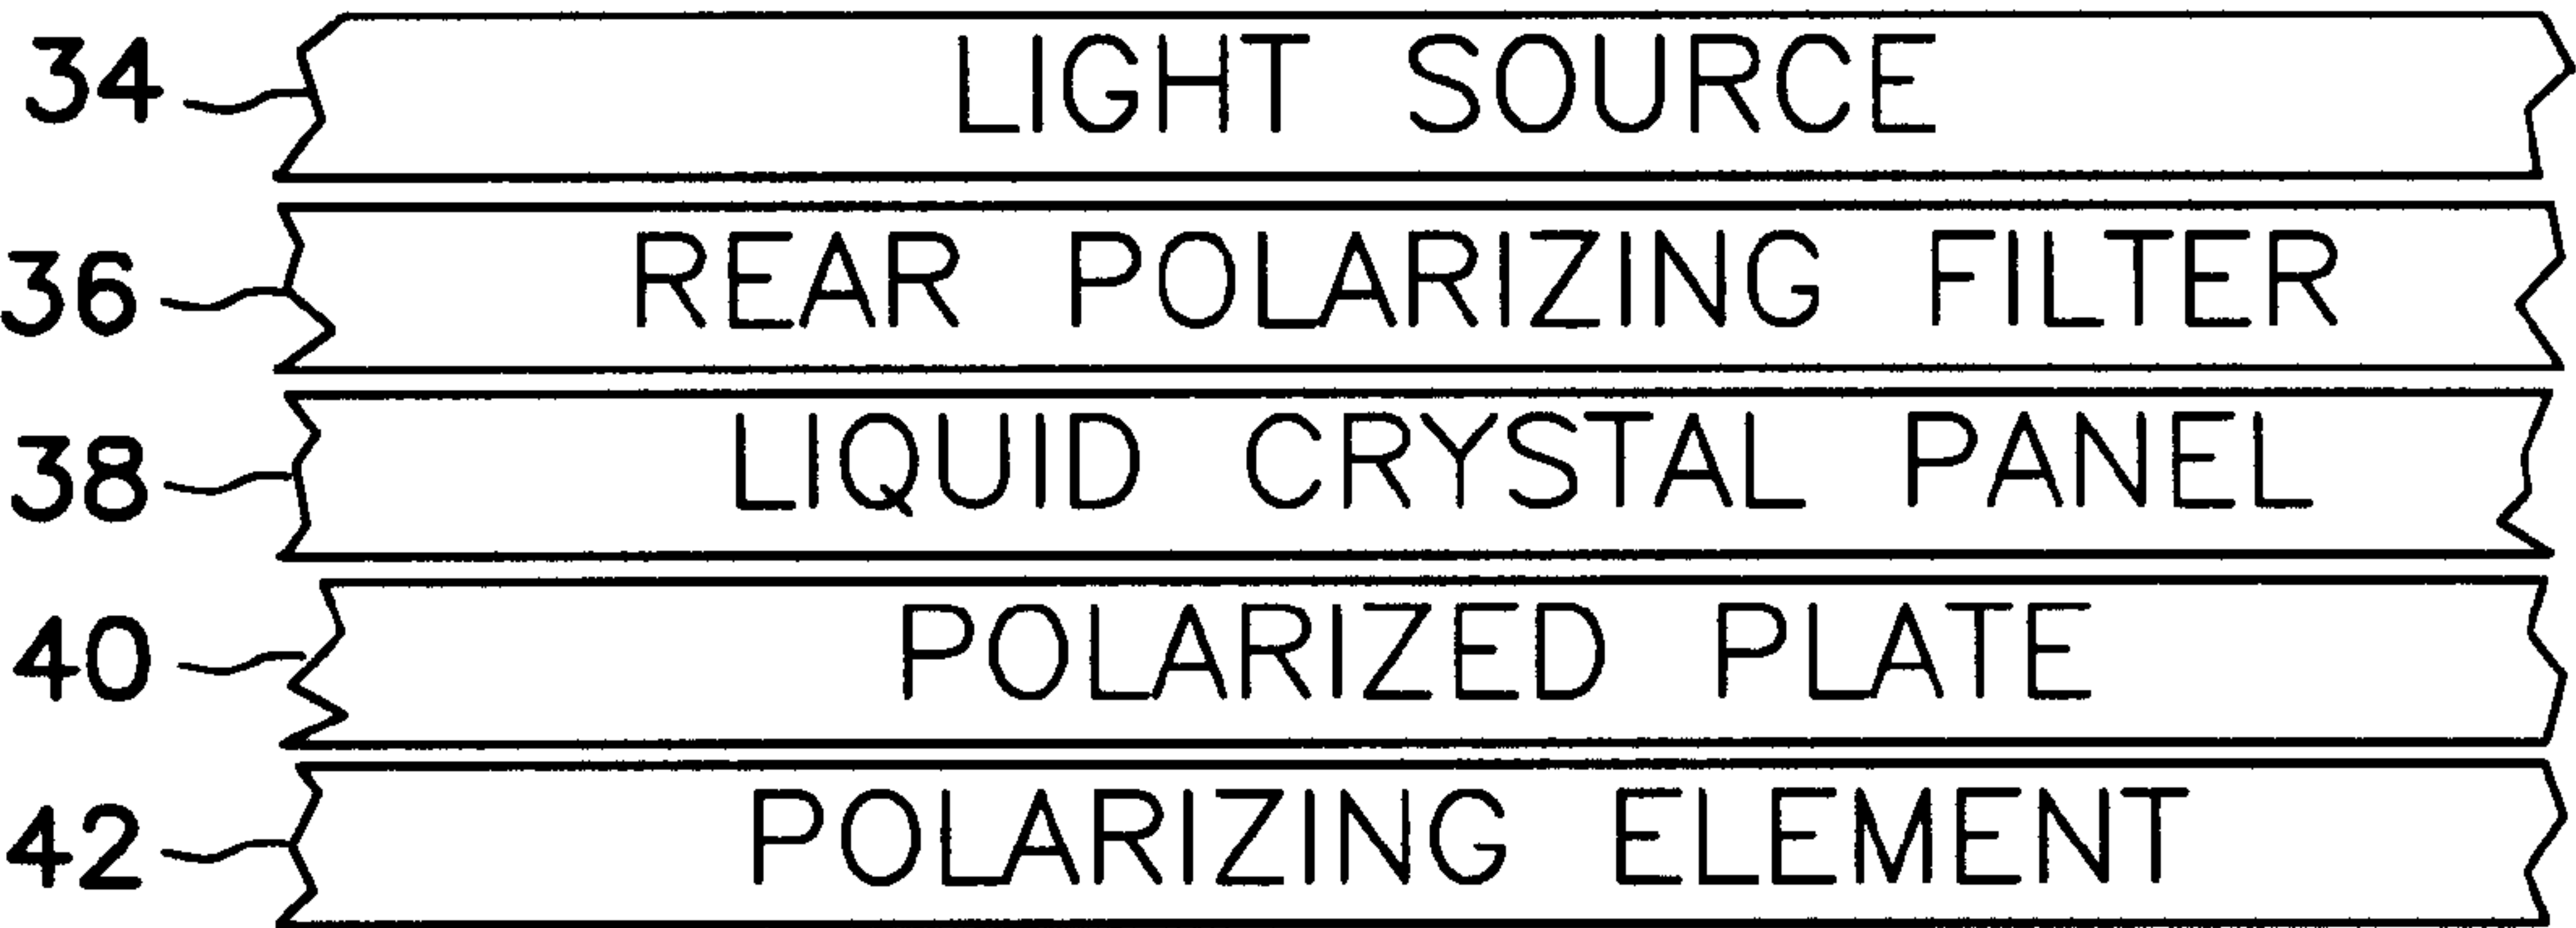 34 LIGHT SOURCE
36 REAR POLARIZING FILTER
38 LIQUID CRYSTAL PANEL
40 POLARIZED PLATE
42 POLARIZING ELEMENT